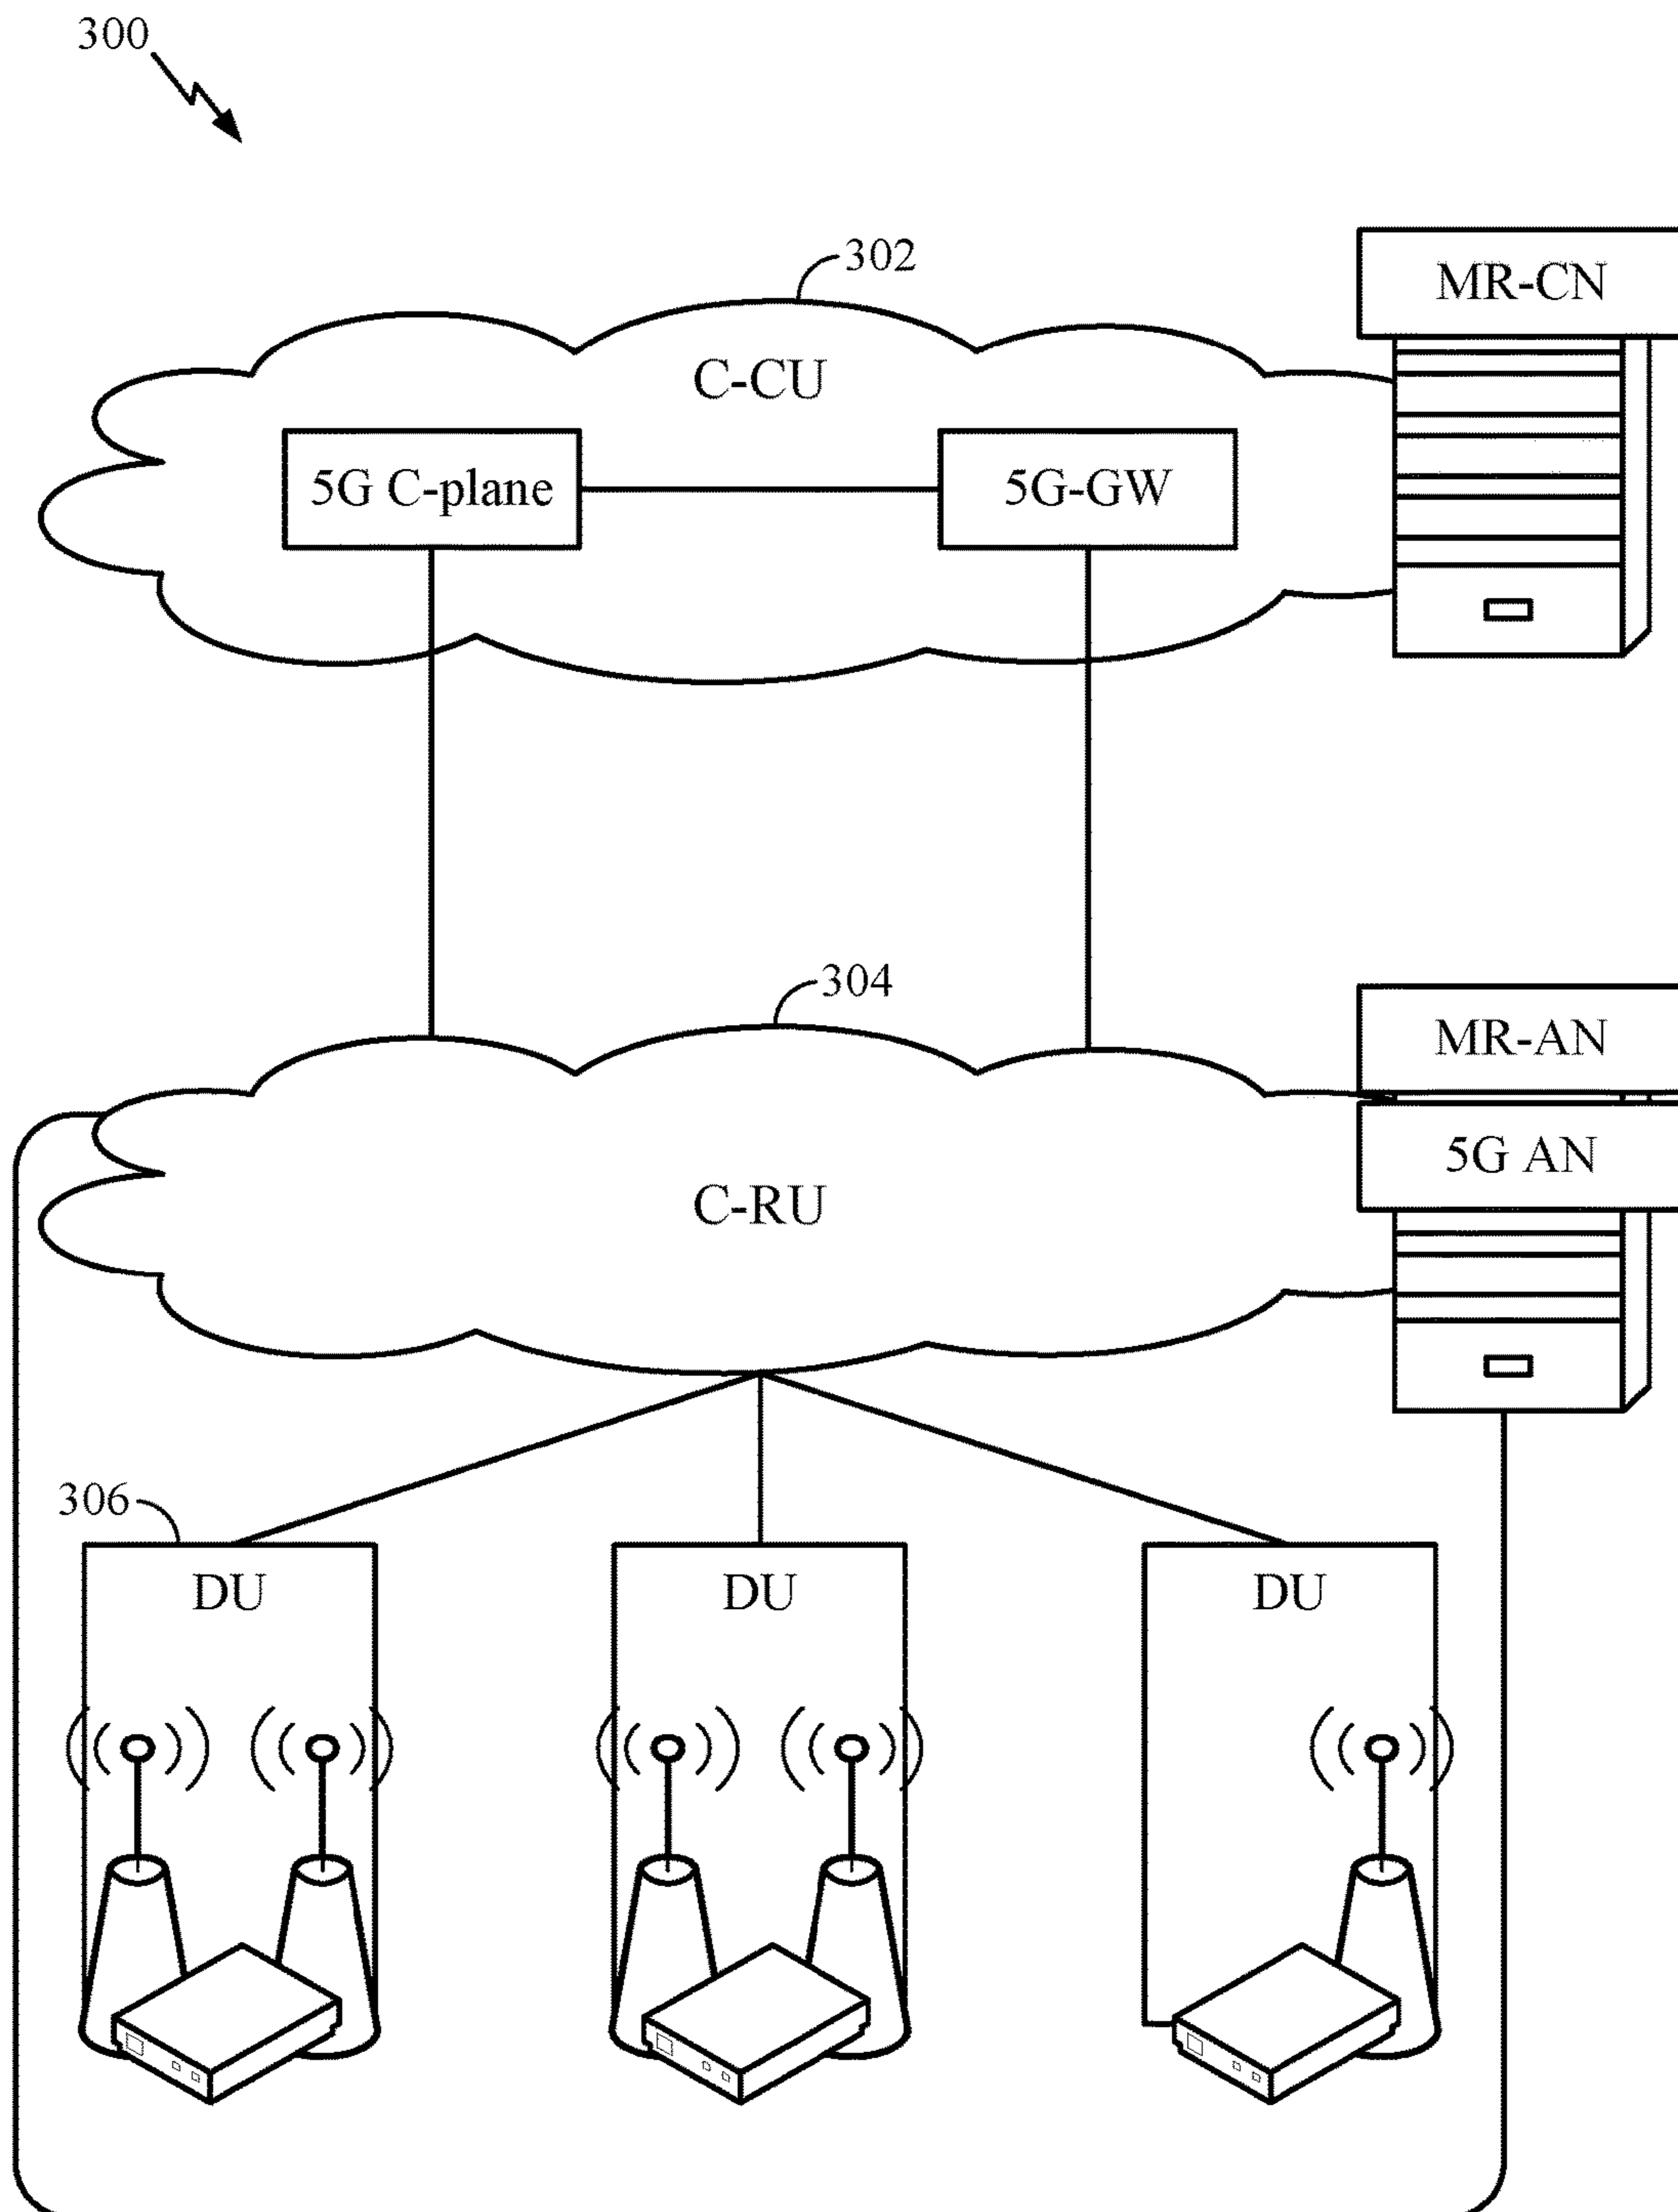 300
302
MR-CN
C-CU
5G C-plane
5G-GW
304
MR-AN
5G AN
C-RU
306
DU
DU
DU